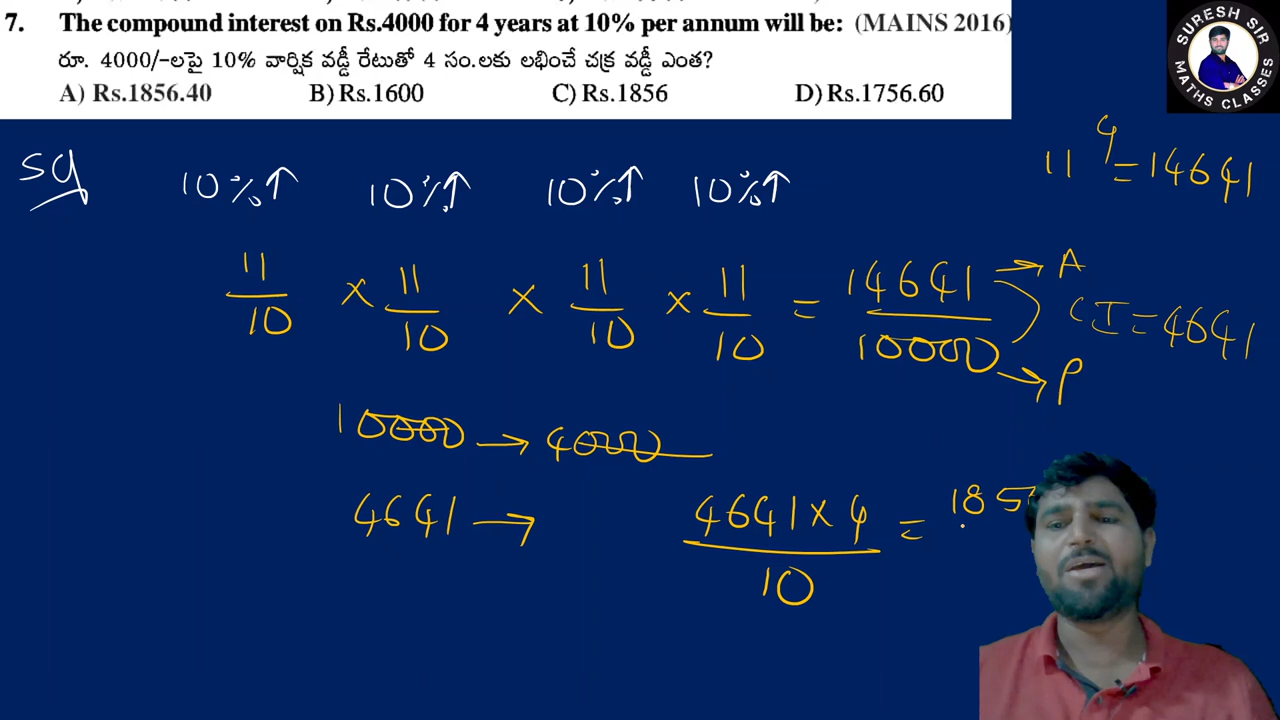 7. The compound interest on Rs.4000 for 4 years at 10% per annum will be: (MAINS 2016)
రూ. 4000/-లపై 10% వార్షిక వడ్డీ రేటుతో 4 సం.లకు లభించే చక్ర వడ్డీ ఎంత?
A) Rs.1856.40 B) Rs.1600 C) Rs.1856 D) Rs.1756.60
SURESH SIR
MATHS CLASSES
11^4 = 14641
10%↑ 10%↑ 10%↑ 10%↑
11/10 × 11/10 × 11/10 × 11/10 = 14641/10000
→ A
CI = 4641
→ P
10000 → 4000
4641 → 4641 × 4 / 10 = 185